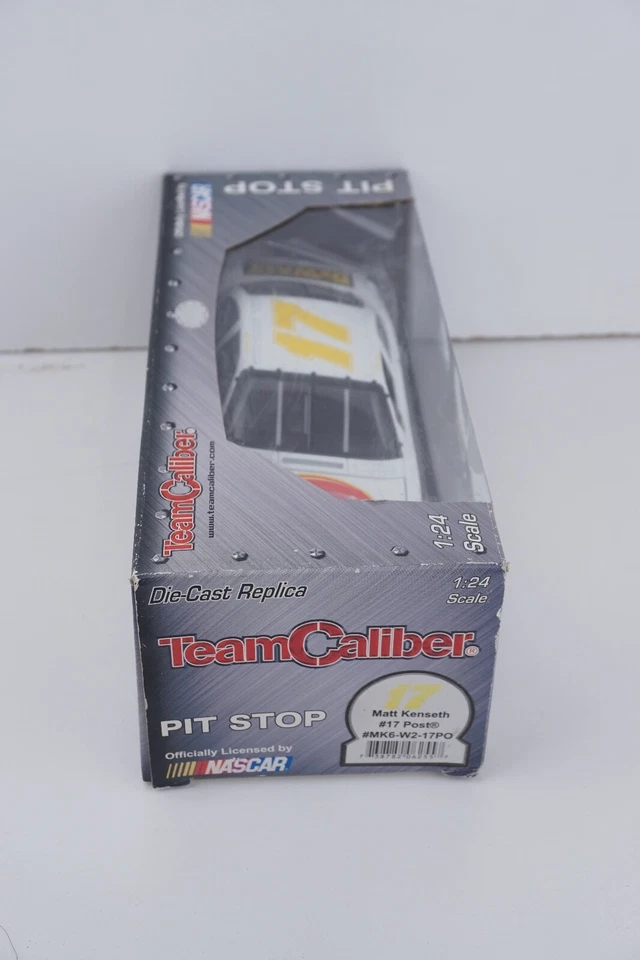 PIT STOP
NASCAR
17
TeamCaliber
www.teamcaliber.com
1:24
Scale
Die-Cast Replica
1:24
Scale
TeamCaliber®
PIT STOP
Officially Licensed by
NASCAR
17
Matt Kenseth
#17 Post®
#MK6-W2-17PO